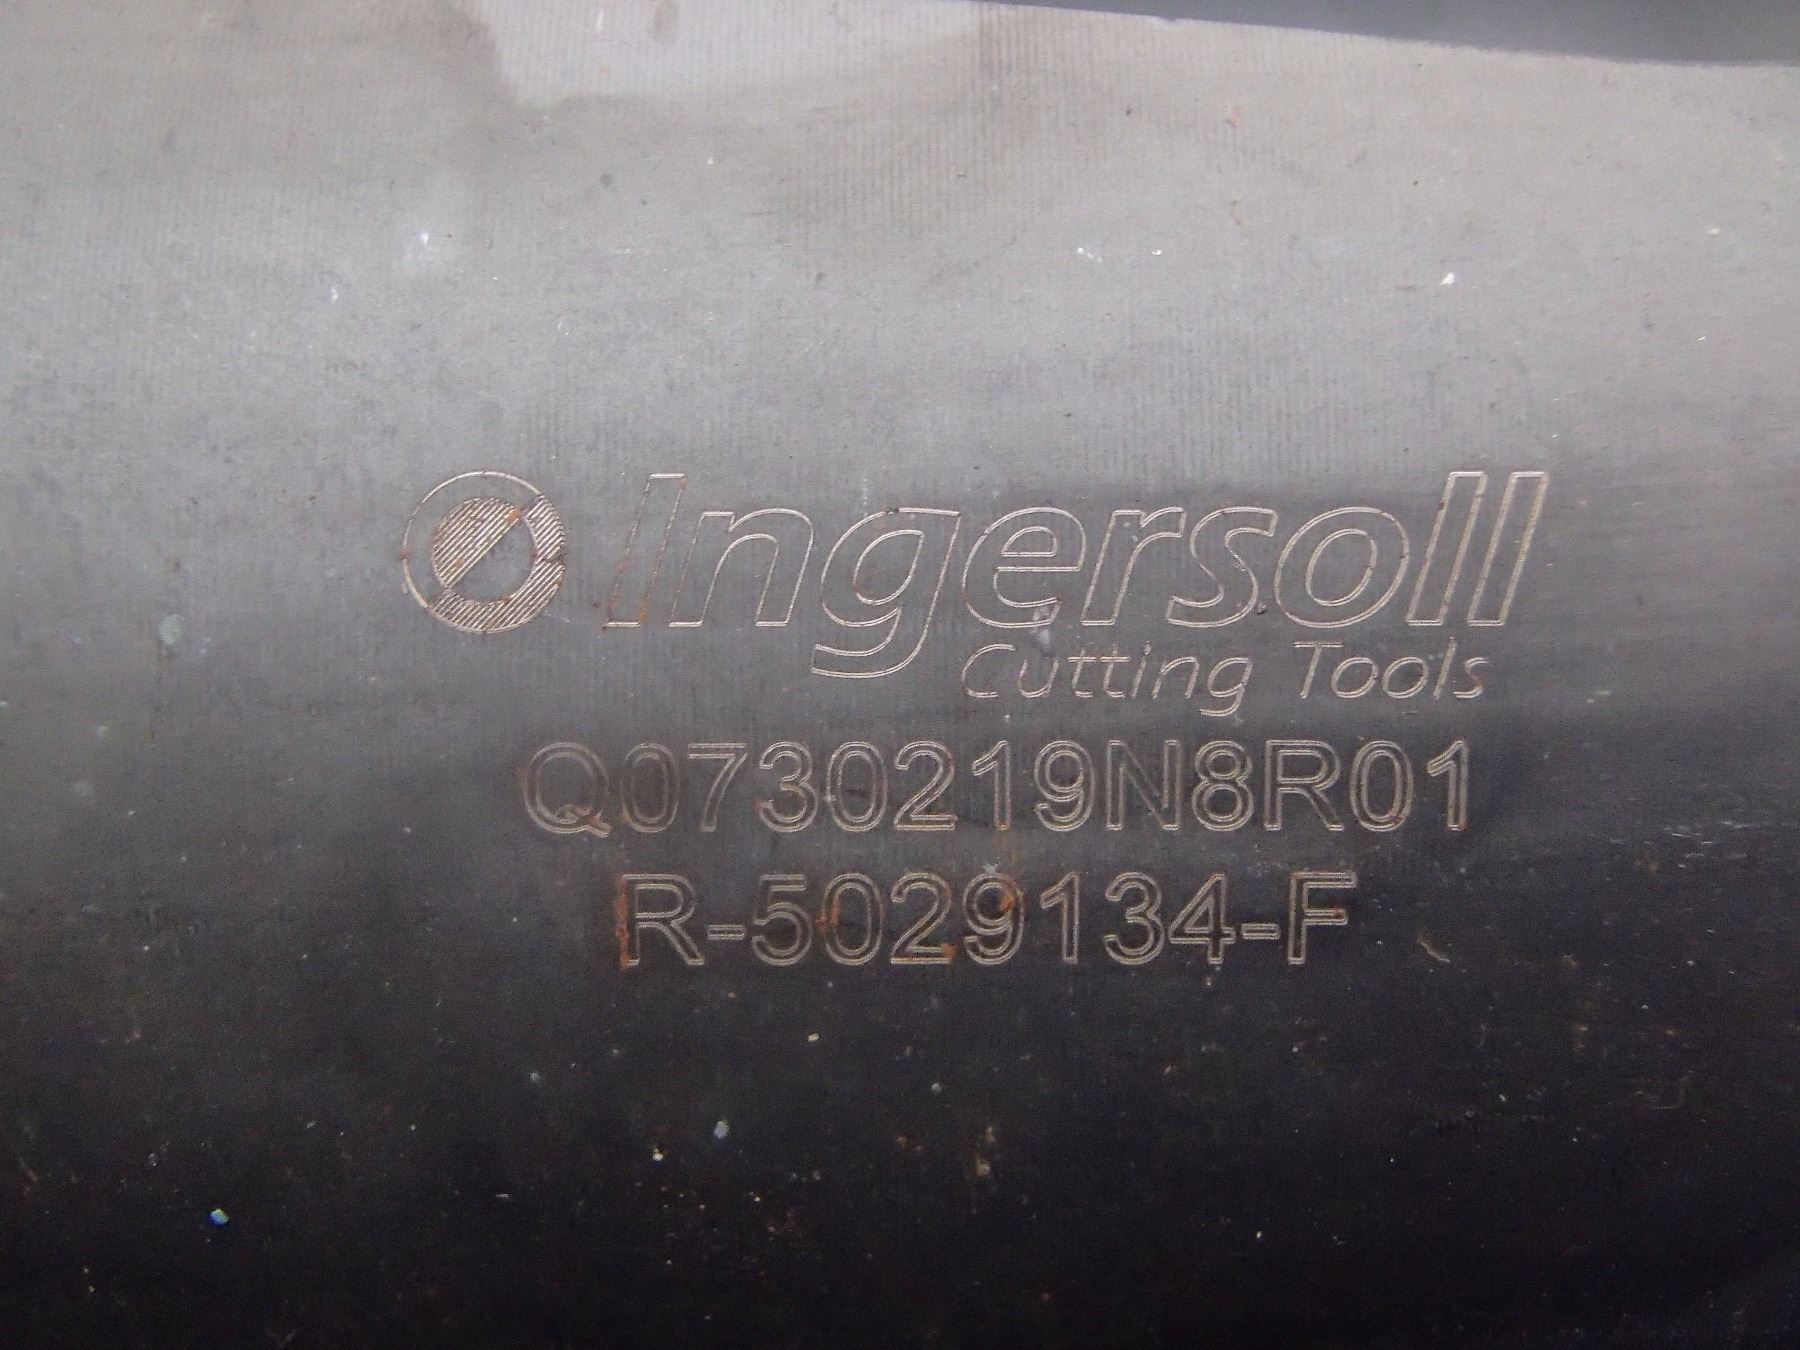 Ingersoll
Cutting Tools
Q0730219N8R01
R-5029134-F